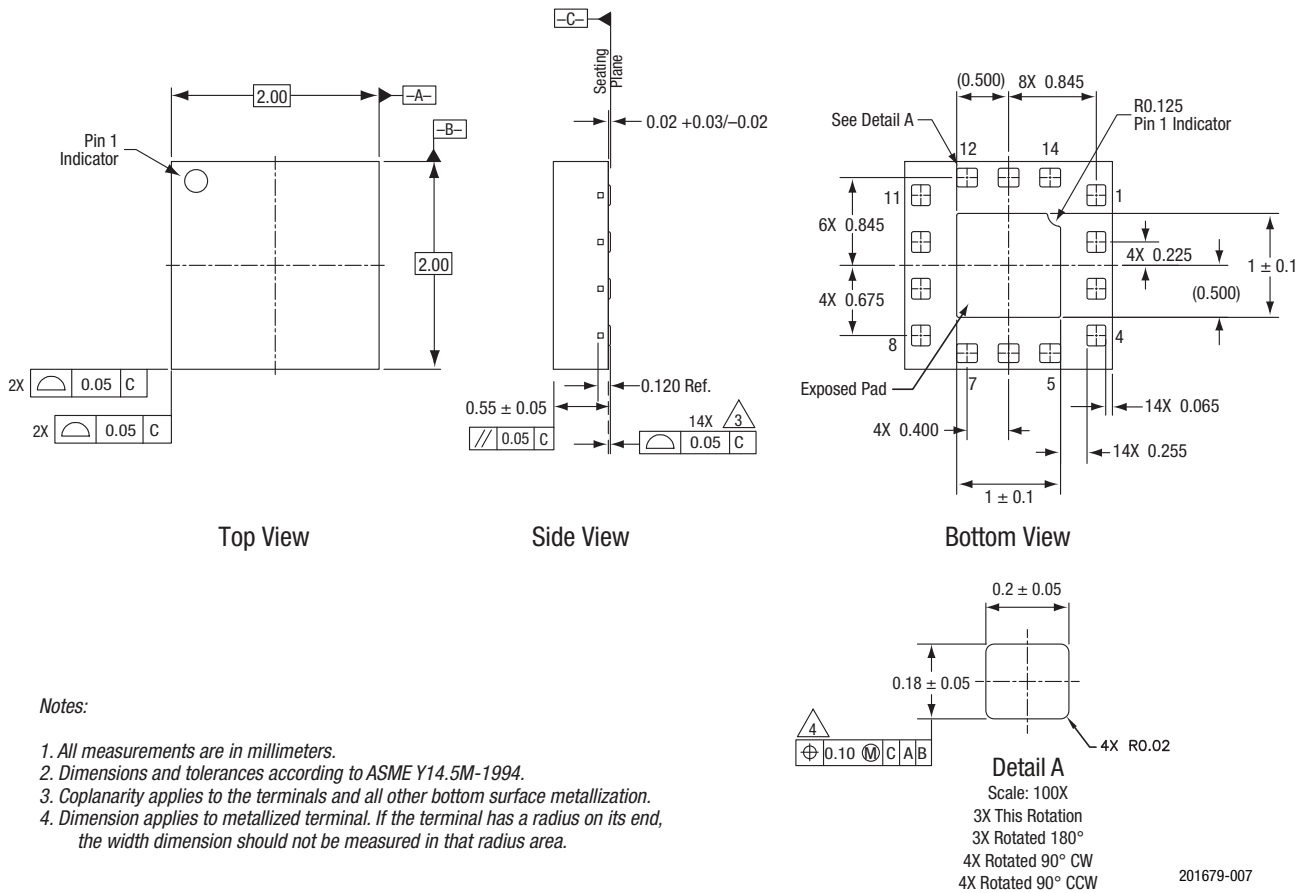 –C–
Seating
Plane
2.00
–A–
–B–
Pin 1
Indicator
2.00
2X 0.05 C
2X 0.05 C
0.02 +0.03/–0.02
0.120 Ref.
0.55 ± 0.05
// 0.05 C
14X 3
0.05 C
(0.500)
8X 0.845
R0.125
Pin 1 Indicator
See Detail A
12
14
11
1
6X 0.845
4X 0.225
1 ± 0.1
4X 0.675
(0.500)
8
4
7
5
Exposed Pad
14X 0.065
4X 0.400
14X 0.255
1 ± 0.1
Top View
Side View
Bottom View
0.2 ± 0.05
0.18 ± 0.05
4
⌖ 0.10 Ⓜ C A B
4X R0.02
Detail A
Scale: 100X
3X This Rotation
3X Rotated 180°
4X Rotated 90° CW
4X Rotated 90° CCW
Notes:
1. All measurements are in millimeters.
2. Dimensions and tolerances according to ASME Y14.5M-1994.
3. Coplanarity applies to the terminals and all other bottom surface metallization.
4. Dimension applies to metallized terminal. If the terminal has a radius on its end,
the width dimension should not be measured in that radius area.
201679-007